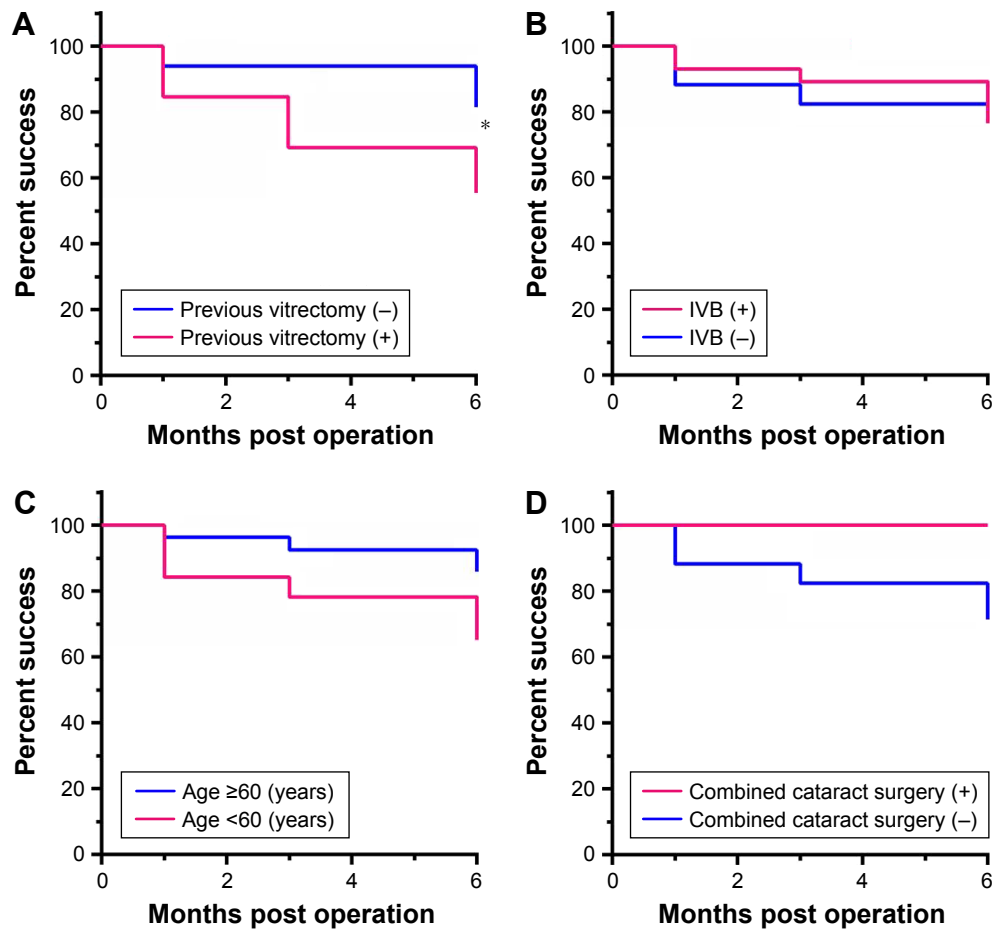 A
Percent success
100
80
60
40
20
0
*
Previous vitrectomy (–)
Previous vitrectomy (+)
0 2 4 6
Months post operation
B
Percent success
100
80
60
40
20
0
IVB (+)
IVB (–)
0 2 4 6
Months post operation
C
Percent success
100
80
60
40
20
0
Age ≥60 (years)
Age <60 (years)
0 2 4 6
Months post operation
D
Percent success
100
80
60
40
20
0
Combined cataract surgery (+)
Combined cataract surgery (–)
0 2 4 6
Months post operation